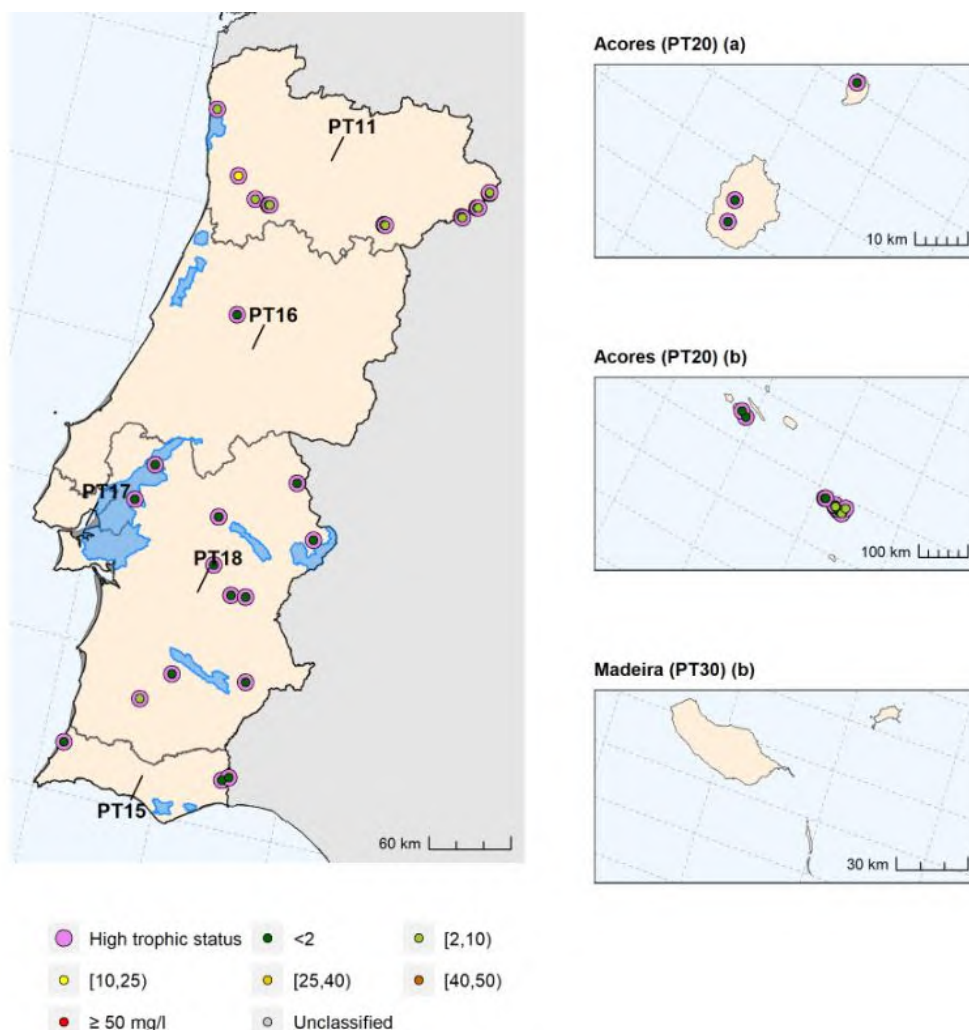 PT11
PT16
PT17
PT18
PT15
60 km
Acores (PT20) (a)
10 km
Acores (PT20) (b)
100 km
Madeira (PT30) (b)
30 km
High trophic status <2 [2,10)
[10,25) [25,40) [40,50)
≥ 50 mg/l Unclassified